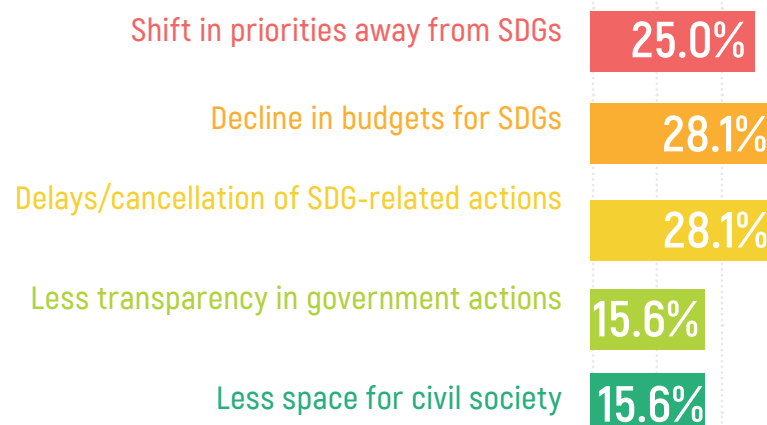 Shift in priorities away from SDGs 25.0%
Decline in budgets for SDGs 28.1%
Delays/cancellation of SDG-related actions 28.1%
Less transparency in government actions 15.6%
Less space for civil society 15.6%